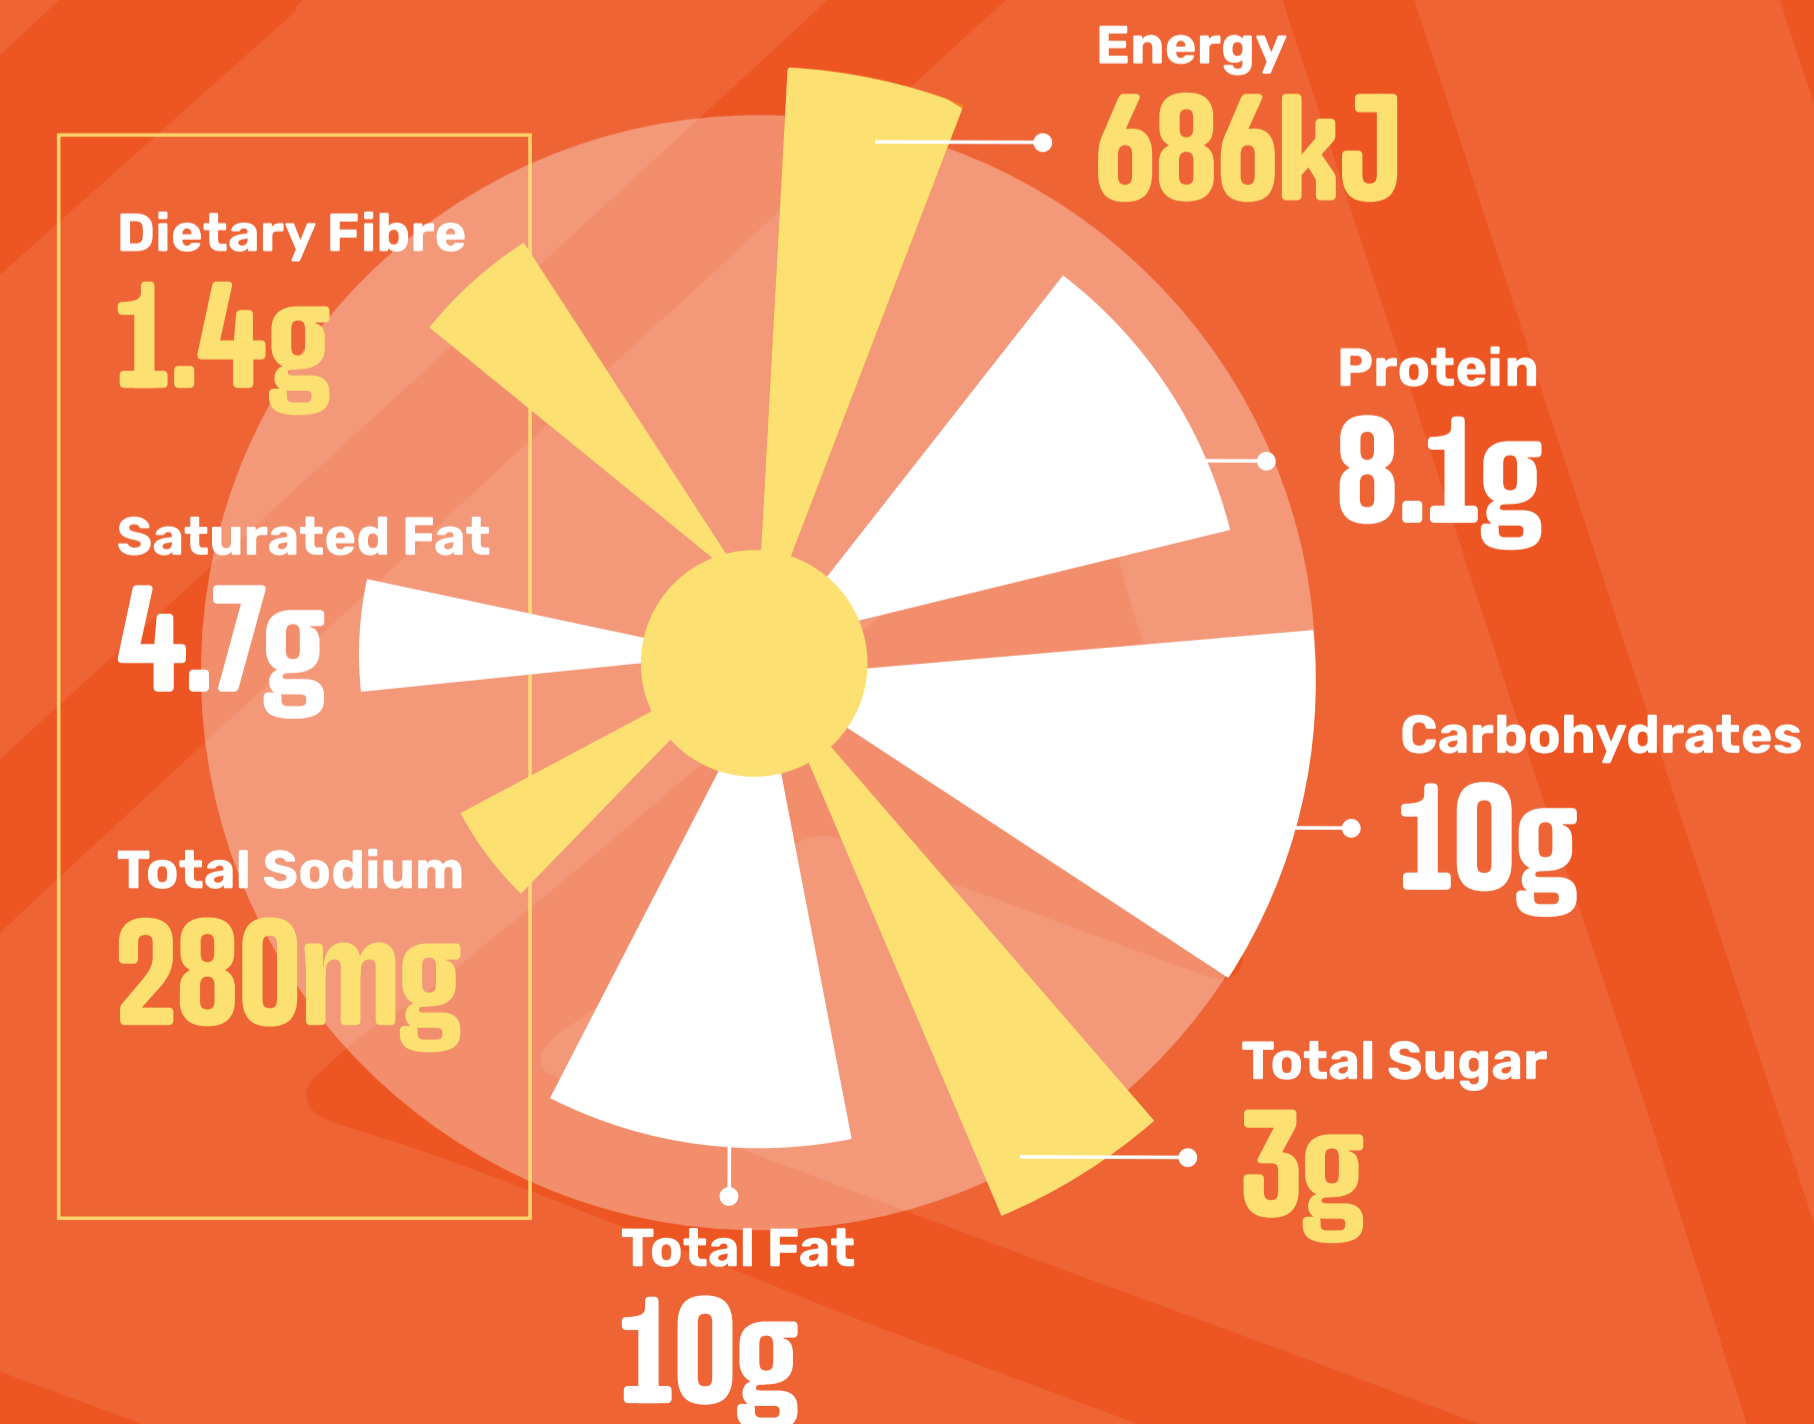 Energy
686kJ
Protein
8.1g
Carbohydrates
10g
Total Sugar
3g
Total Fat
10g
Dietary Fibre
1.4g
Saturated Fat
4.7g
Total Sodium
280mg